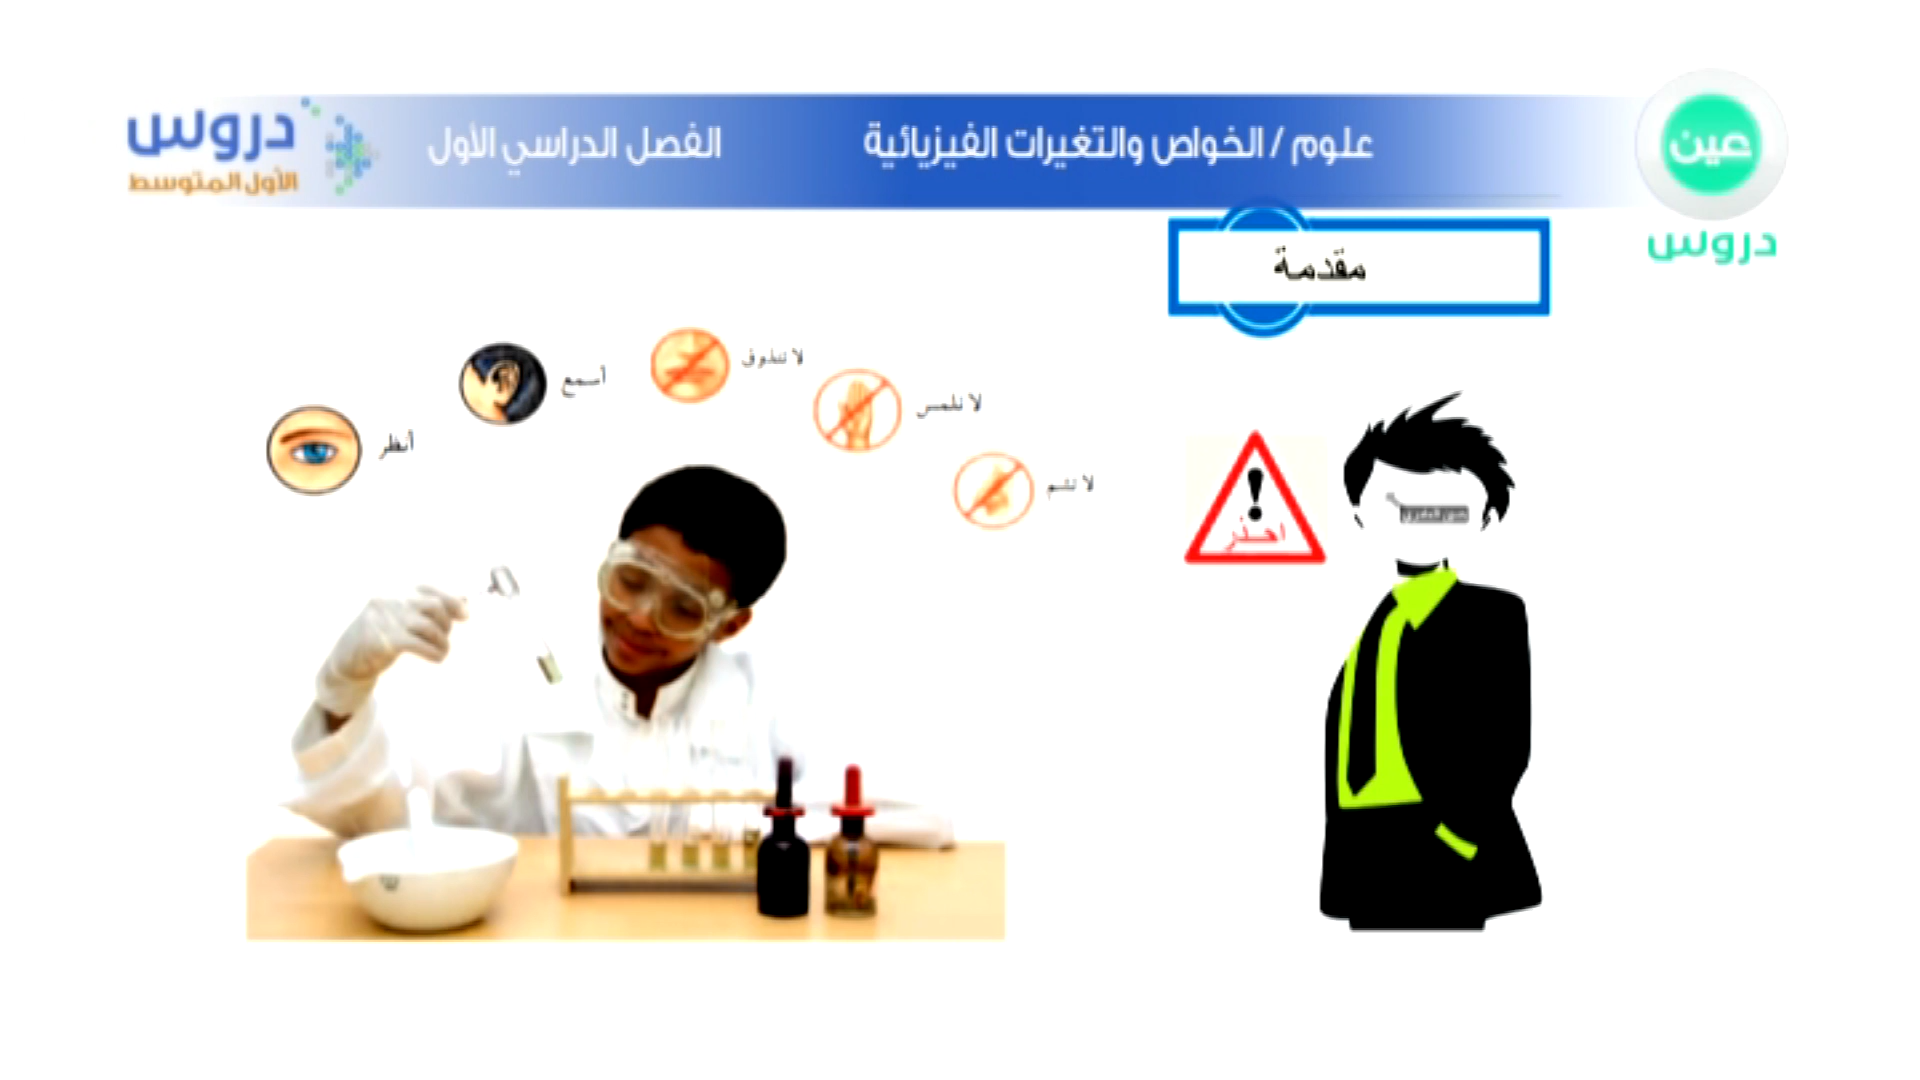 عين
دروس
علوم / الخواص والتغيرات الفيزيائية
الفصل الدراسي الأول
دروس
الأول المتوسط
مقدمة
لا تتذوق
أسمع
لا تلمس
أنظر
لا تشم
احذر